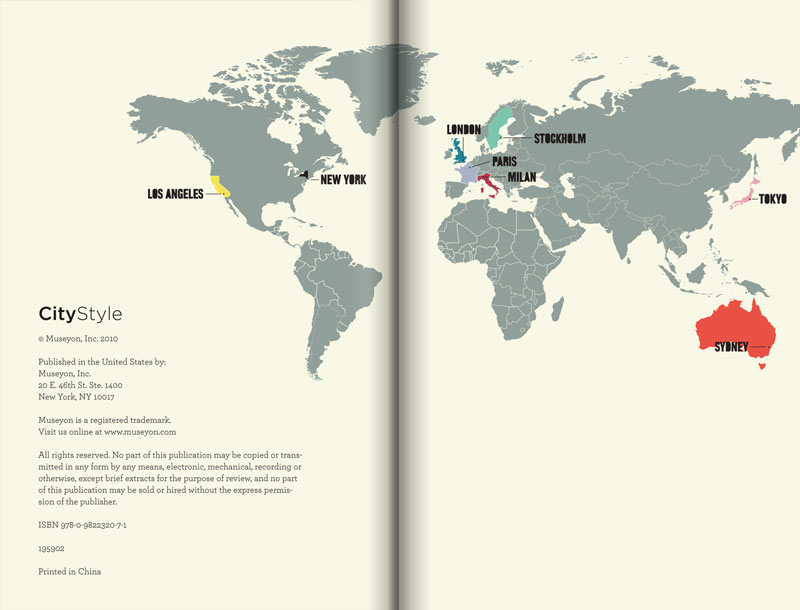 LONDON
STOCKHOLM
PARIS
MILAN
NEW YORK
LOS ANGELES
TOKYO
SYDNEY
CityStyle
© Museyon, Inc. 2010
Published in the United States by:
Museyon, Inc.
20 E. 46th St. Ste. 1400
New York, NY 10017
Museyon is a registered trademark.
Visit us online at www.museyon.com
All rights reserved. No part of this publication may be copied or trans-
mitted in any form by any means, electronic, mechanical, recording or
otherwise, except brief extracts for the purpose of review, and no part
of this publication may be sold or hired without the express permis-
sion of the publisher.
ISBN 978-0-9822320-7-1
195902
Printed in China